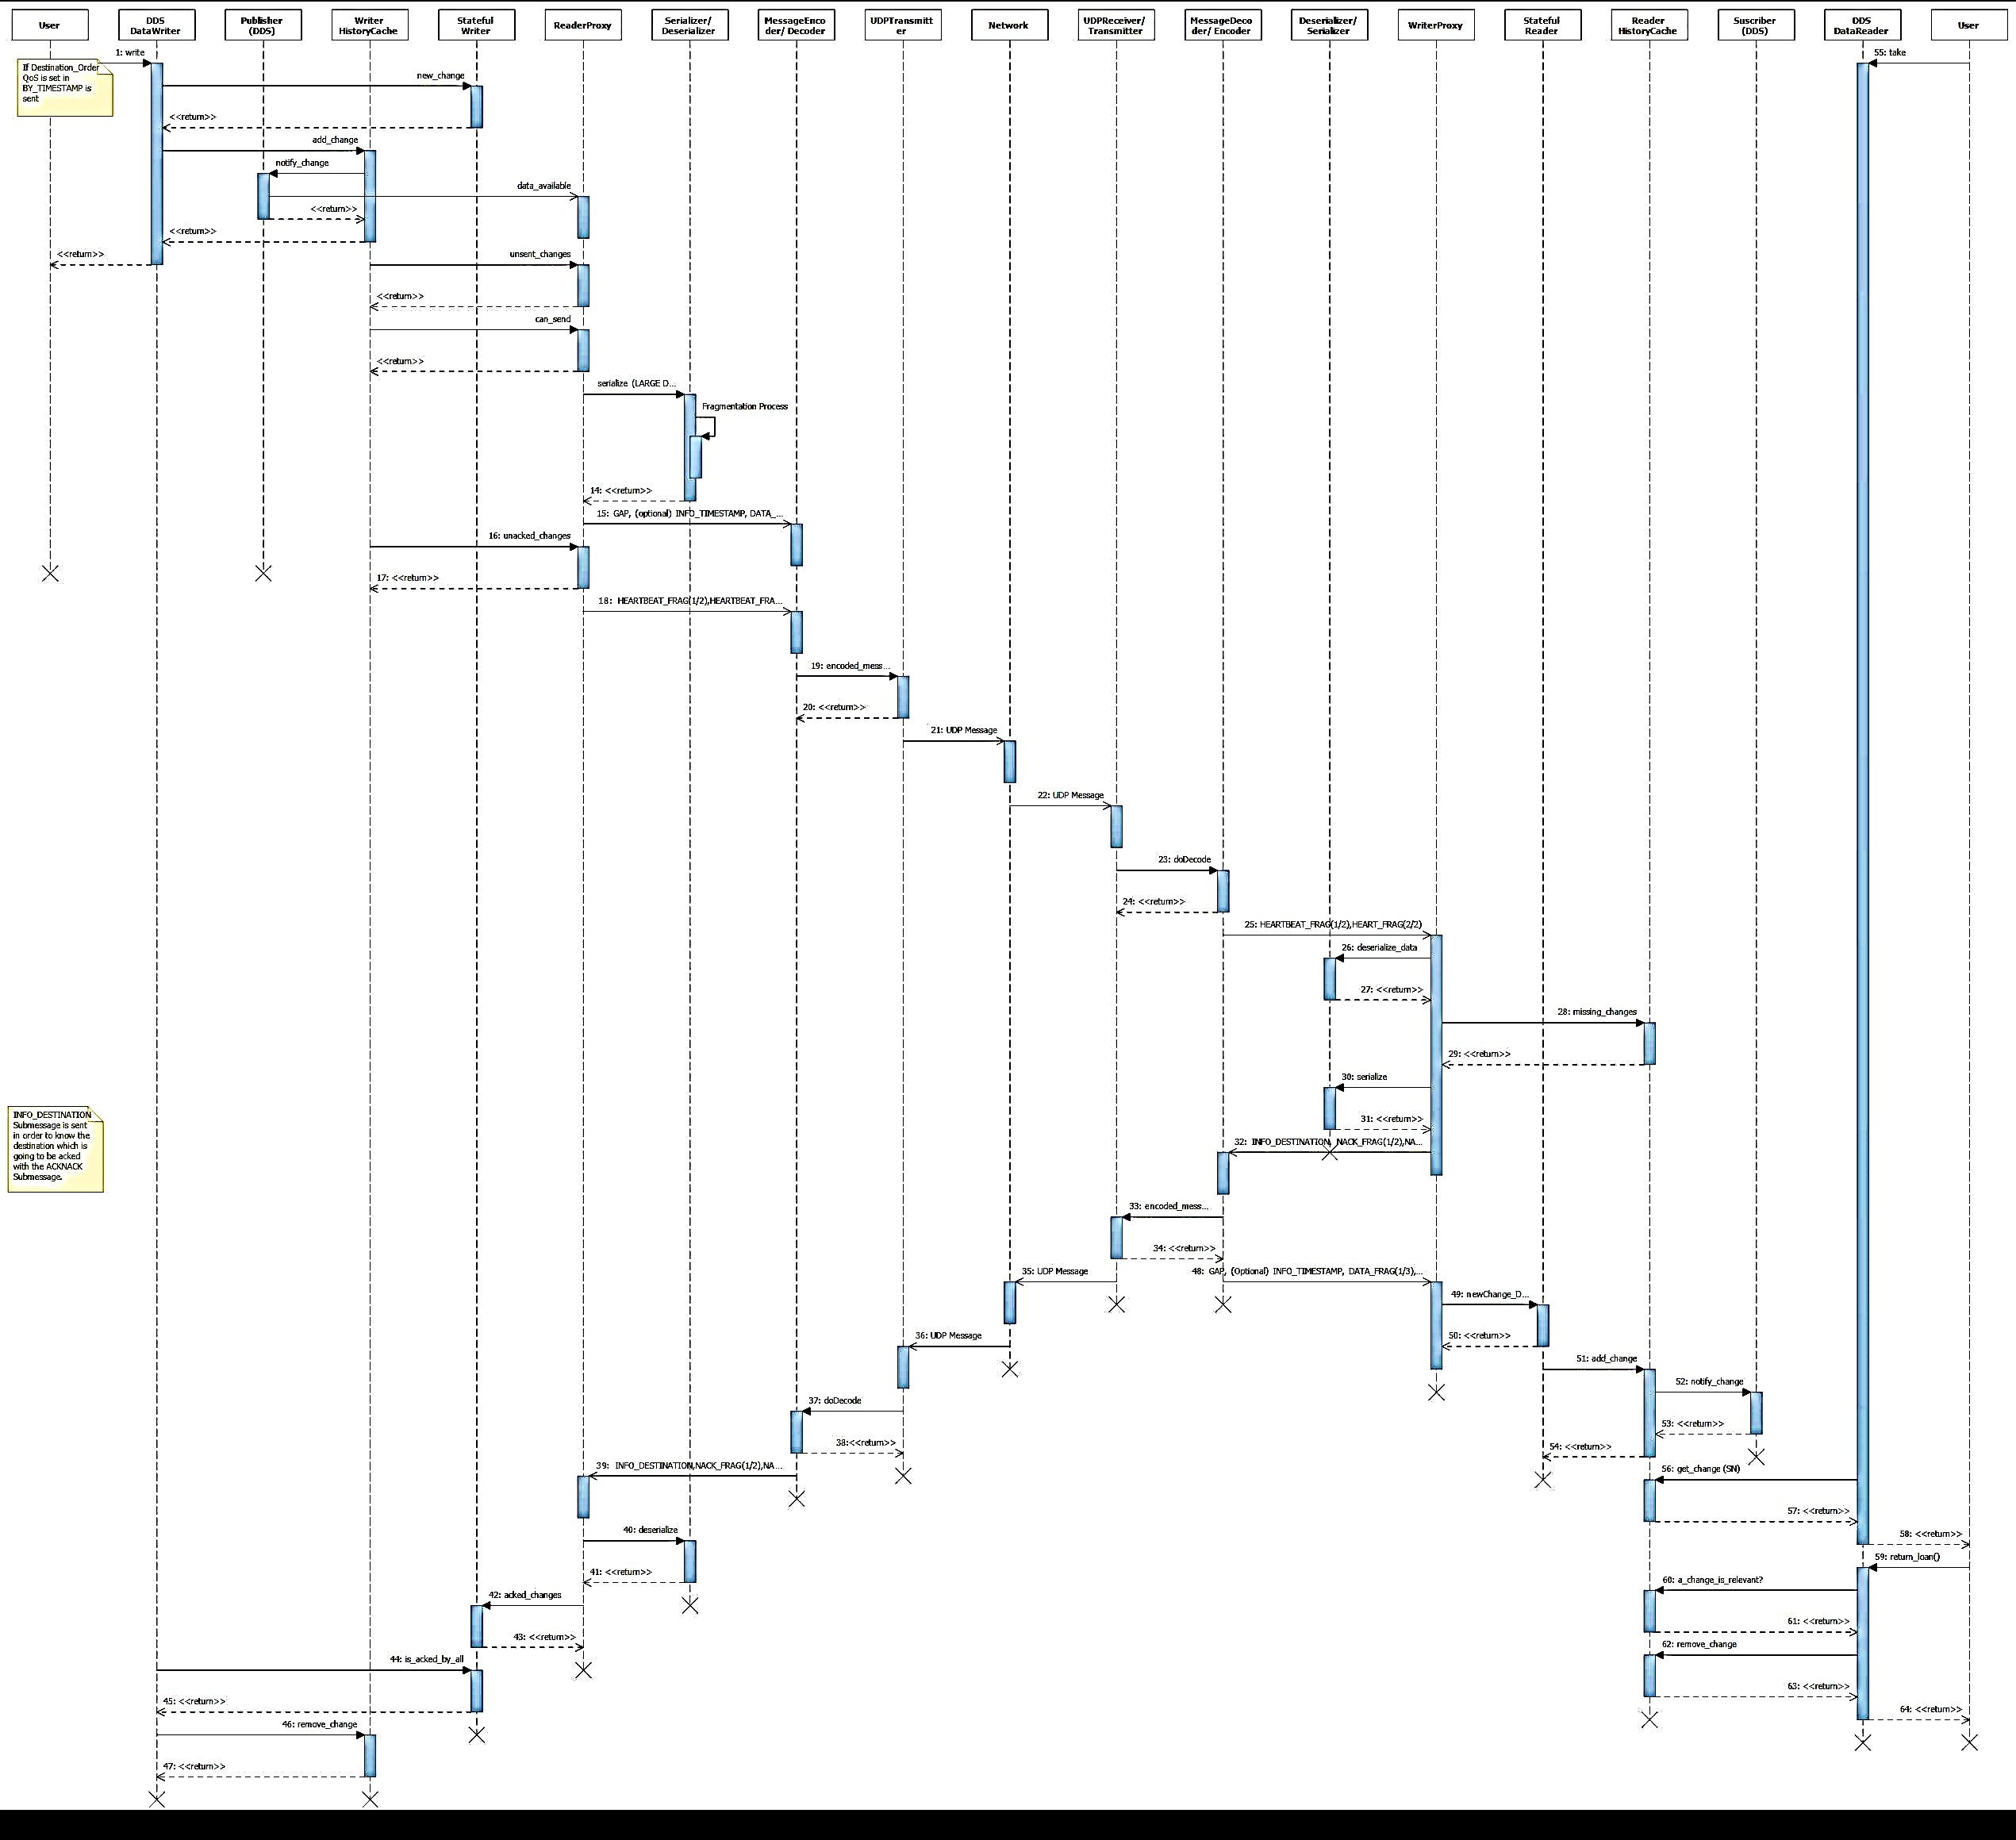 User
DDS
DataWriter
Publisher
(DDS)
Writer
HistoryCache
Stateful
Writer
ReaderProxy
Serializer/
Deserializer
MessageEnco
der/ Decoder
UDPTransmitt
er
Network
UDPReceiver/
Transmitter
MessageDeco
der/ Encoder
Deserializer/
Serializer
WriterProxy
Stateful
Reader
Reader
HistoryCache
Suscriber
(DDS)
DDS
DataReader
User
1: write
55: take
If Destination_Order
QoS is set in
BY_TIMESTAMP is
sent
new_change
<<return>>
add_change
notify_change
data_available
<<return>>
<<return>>
<<return>>
unsent_changes
<<return>>
can_send
<<return>>
serialize (LARGE D...
Fragmentation Process
14: <<return>>
15: GAP, (optional) INFO_TIMESTAMP, DATA_...
16: unacked_changes
17: <<return>>
18: HEARTBEAT_FRAG(1/2),HEARTBEAT_FRA...
19: encoded_mess...
20: <<return>>
21: UDP Message
22: UDP Message
23: doDecode
24: <<return>>
25: HEARTBEAT_FRAG(1/2),HEART_FRAG(2/2)
26: deserialize_data
27: <<return>>
28: missing_changes
29: <<return>>
30: serialize
31: <<return>>
INFO_DESTINATION
Submessage is sent
in order to know the
destination which is
going to be acked
with the ACKNACK
Submessage.
32: INFO_DESTINATION, NACK_FRAG(1/2),NA...
33: encoded_mess...
34: <<return>>
35: UDP Message
48: GAP, (Optional) INFO_TIMESTAMP, DATA_FRAG(1/3),...
49: newChange_D...
36: UDP Message
50: <<return>>
51: add_change
52: notify_change
37: doDecode
53: <<return>>
38:<<return>>
54: <<return>>
39: INFO_DESTINATION,NACK_FRAG(1/2),NA...
56: get_change (SN)
57: <<return>>
40: deserialize
58: <<return>>
59: return_loan()
41: <<return>>
60: a_change_is_relevant?
42: acked_changes
61: <<return>>
43: <<return>>
62: remove_change
44: is_acked_by_all
63: <<return>>
45: <<return>>
64: <<return>>
46: remove_change
47: <<return>>